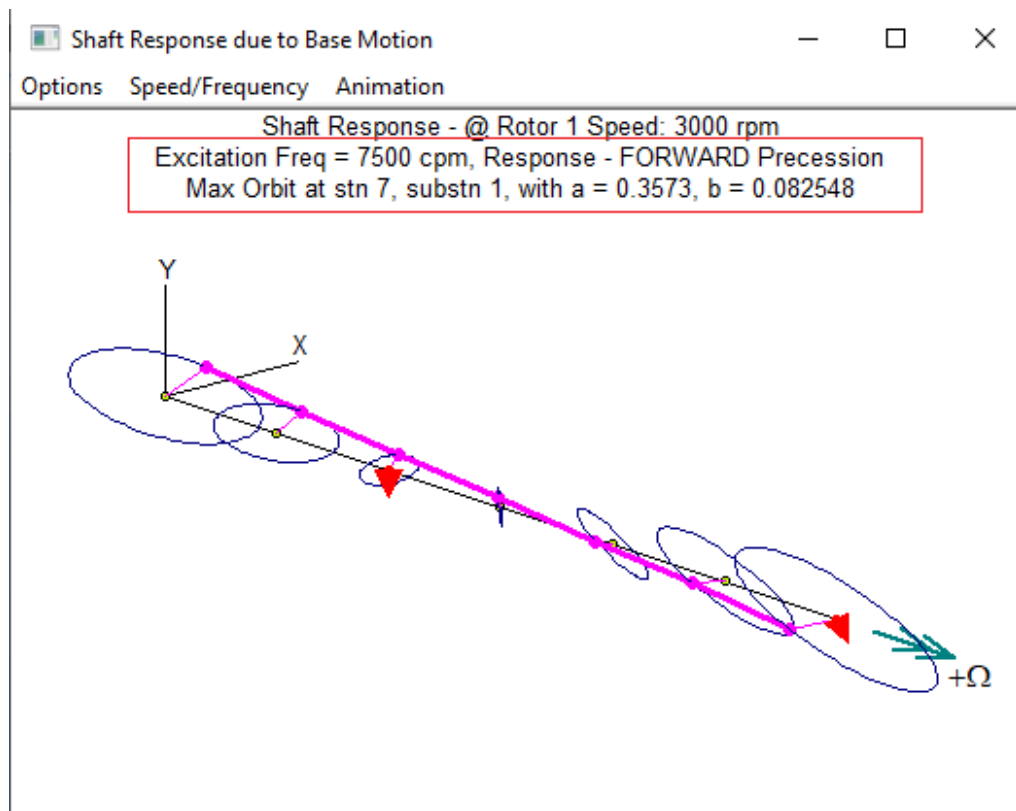 Shaft Response due to Base Motion
Options Speed/Frequency Animation
Shaft Response - @ Rotor 1 Speed: 3000 rpm
Excitation Freq = 7500 cpm, Response - FORWARD Precession
Max Orbit at stn 7, substn 1, with a = 0.3573, b = 0.082548
Y
X
+Ω